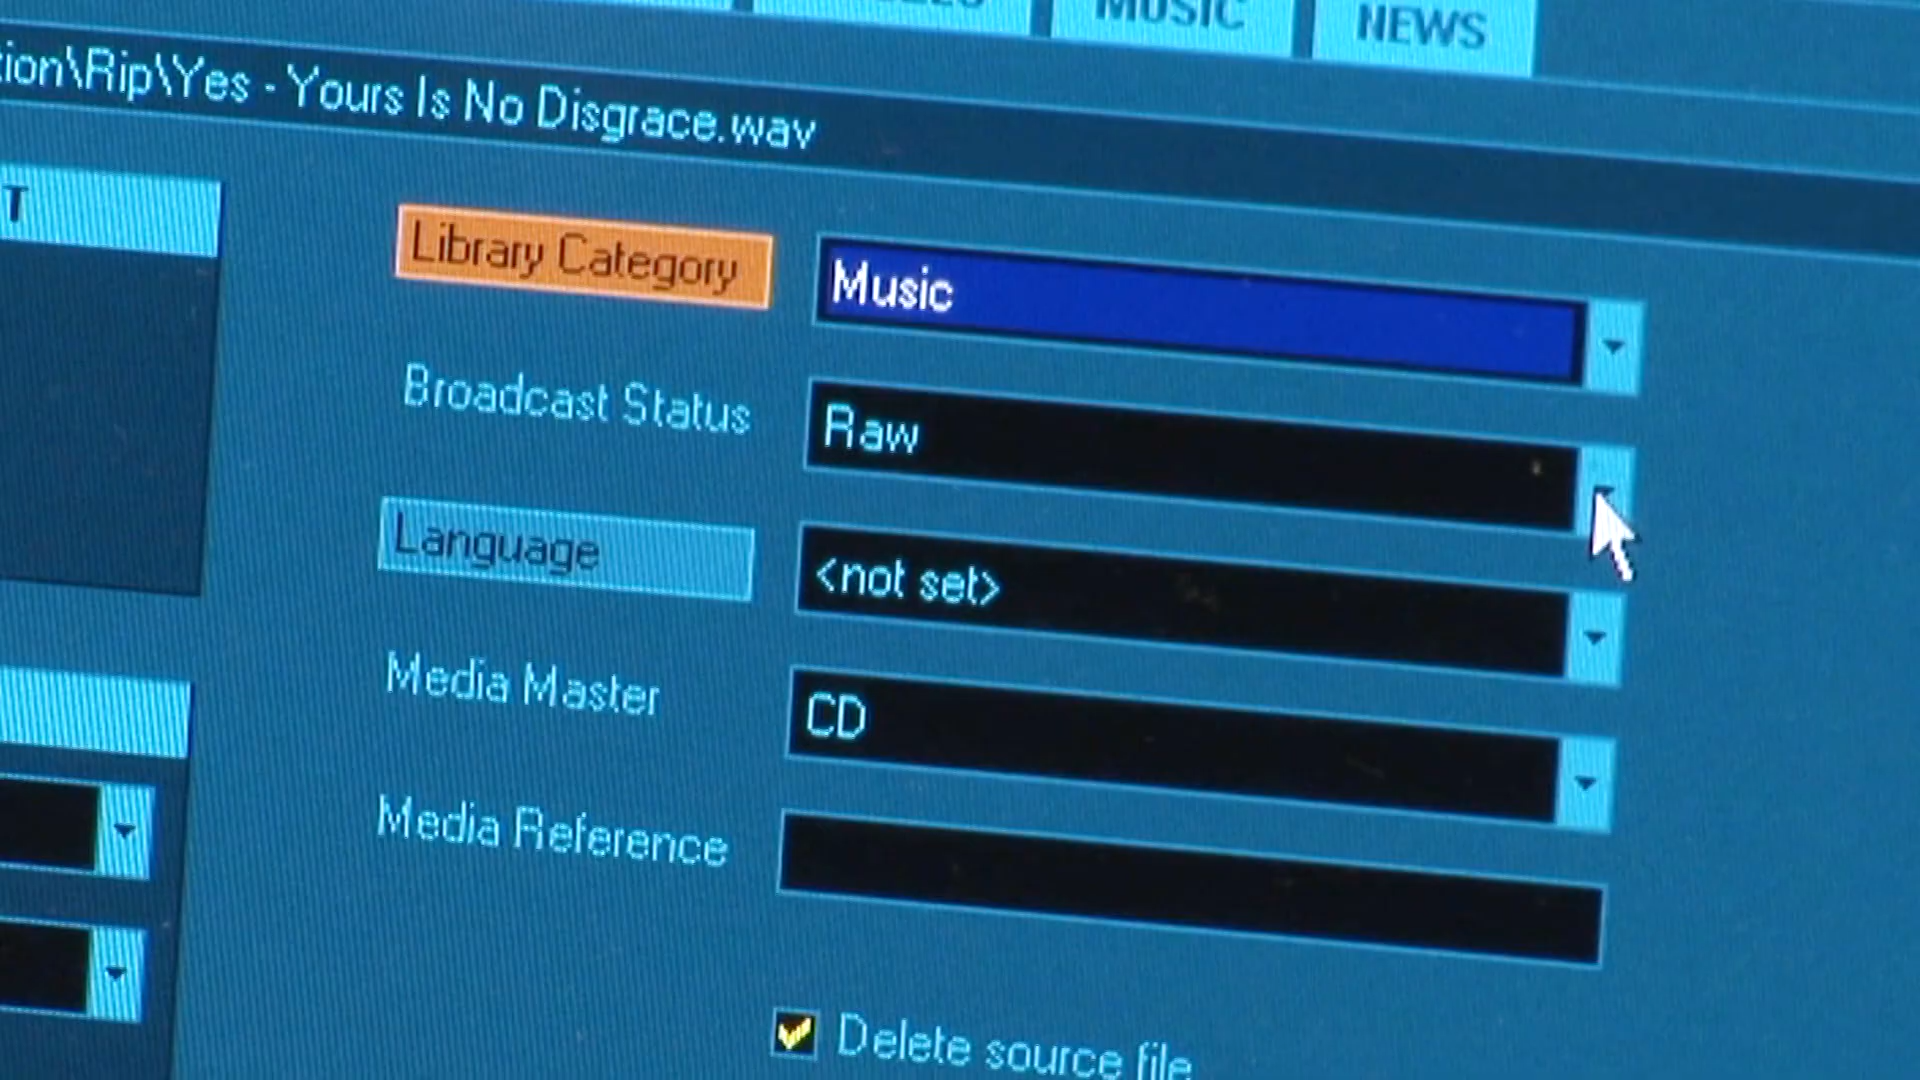 MUSIC
NEWS
ion\Rip\Yes - Yours Is No Disgrace.wav
T
Library Category
Music
Broadcast Status
Raw
Language
<not set>
Media Master
CD
Media Reference
Delete source file